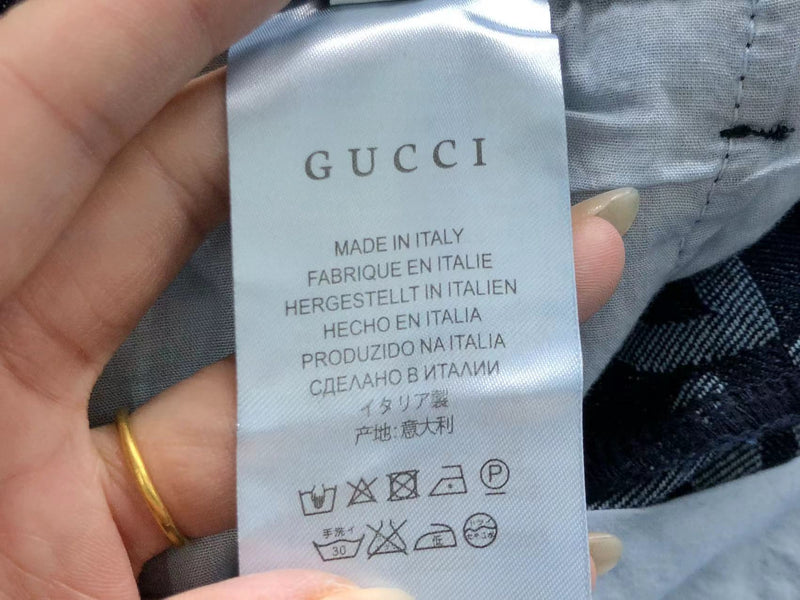 GUCCI
MADE IN ITALY
FABRIQUE EN ITALIE
HERGESTELLT IN ITALIEN
HECHO EN ITALIA
PRODUZIDO NA ITALIA
СДЕЛАНО В ИТАЛИИ
イタリア製
产地:意大利
P
手洗イ
30
低